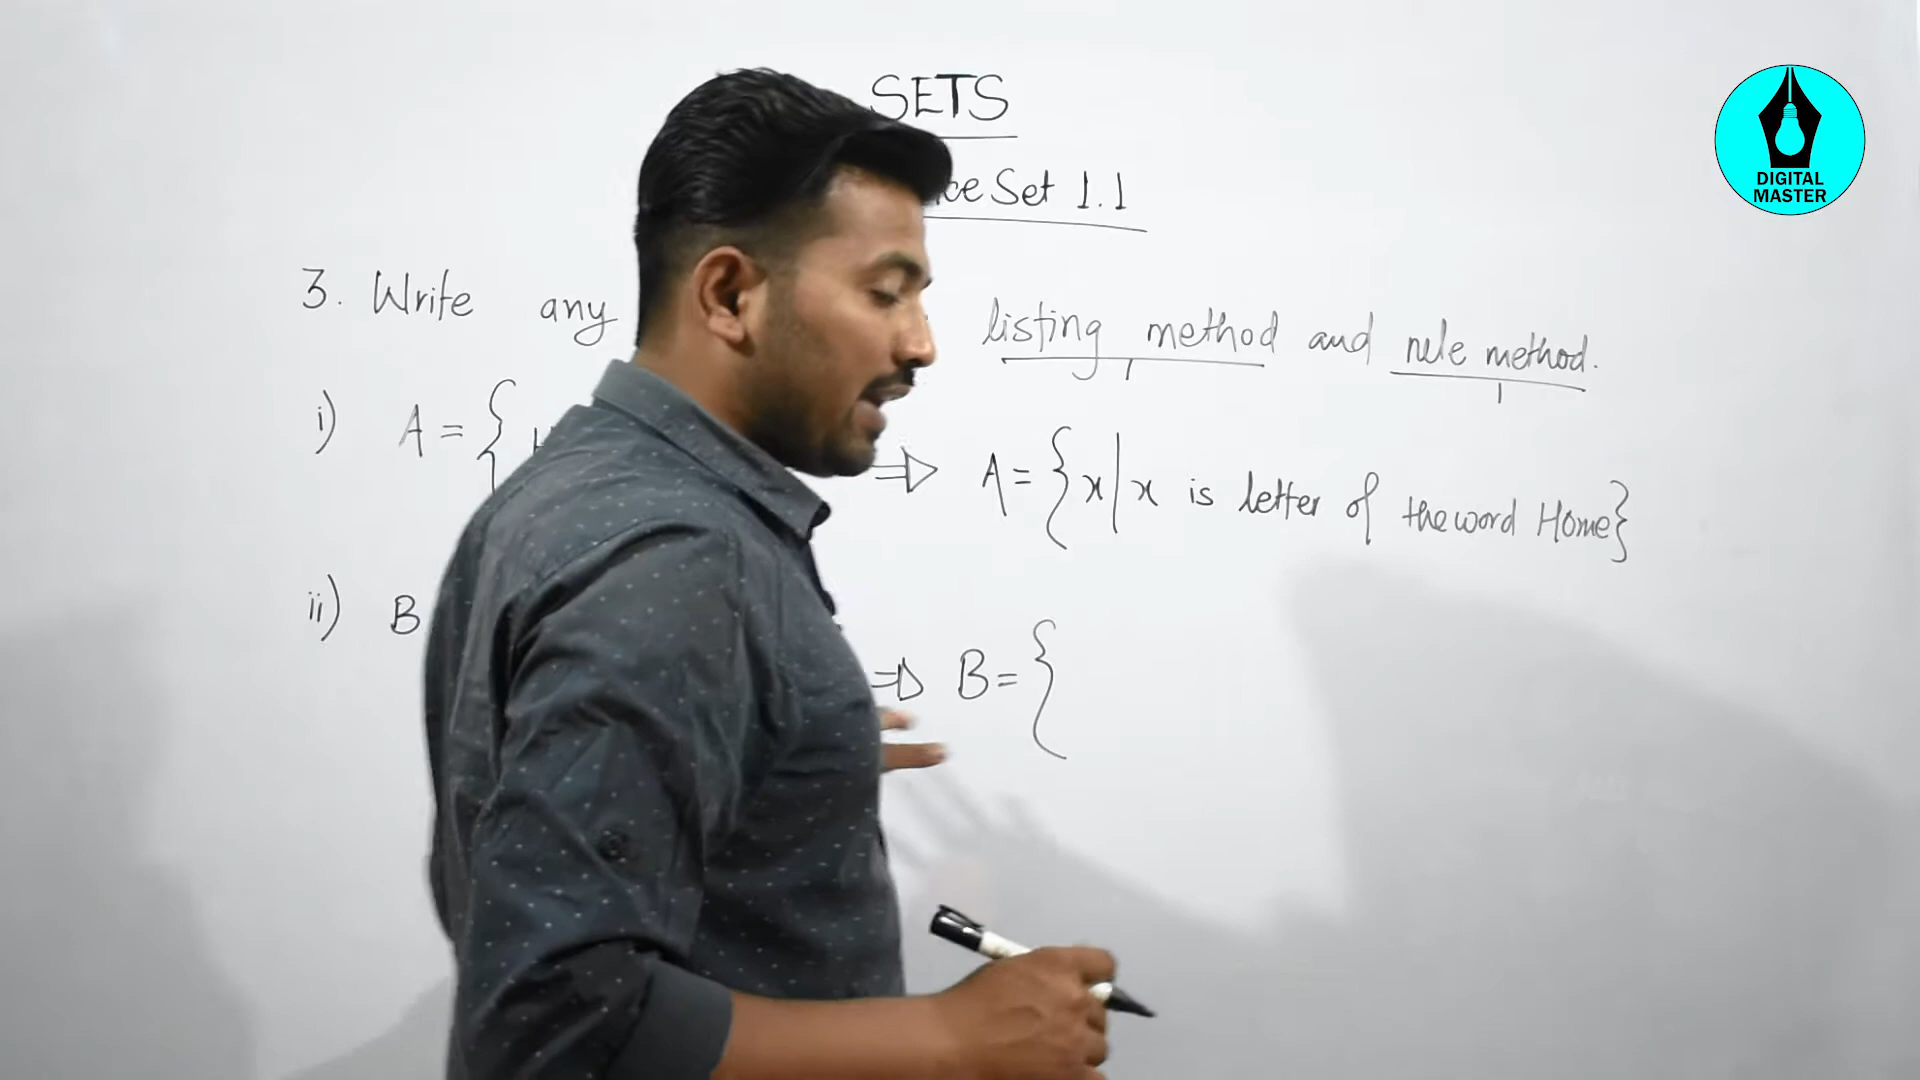 SETS
Set 1.1
3. Write any listing method and rule method.
i) A = { ⇒ A = {x|x is letter of the word Home}
ii) B ⇒ B = {
DIGITAL
MASTER